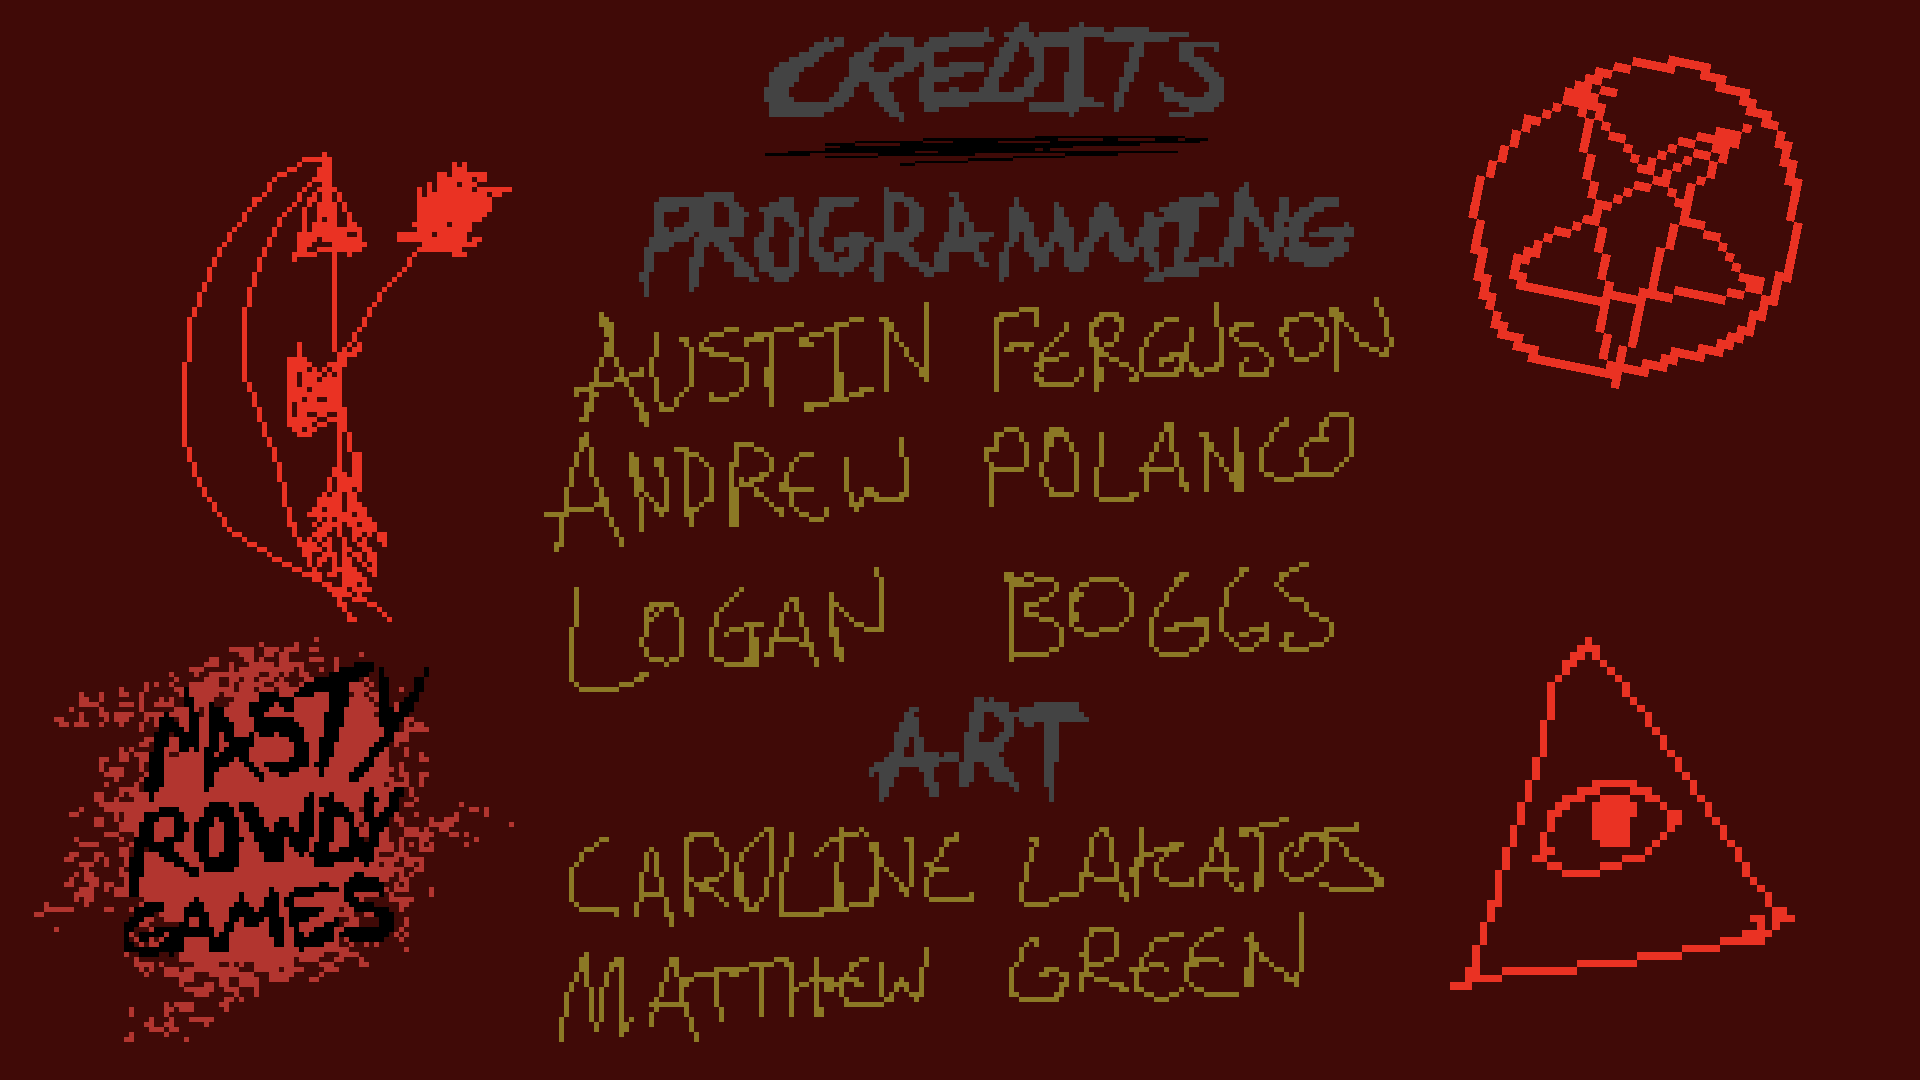 CREDITS
PROGRAMMING
AUSTIN FERGUSON
ANDREW POLANCO
LOGAN BOGGS
ART
CAROLINE LAKATOS
MATTHEW GREEN
NASTY
ROWDY
GAMES